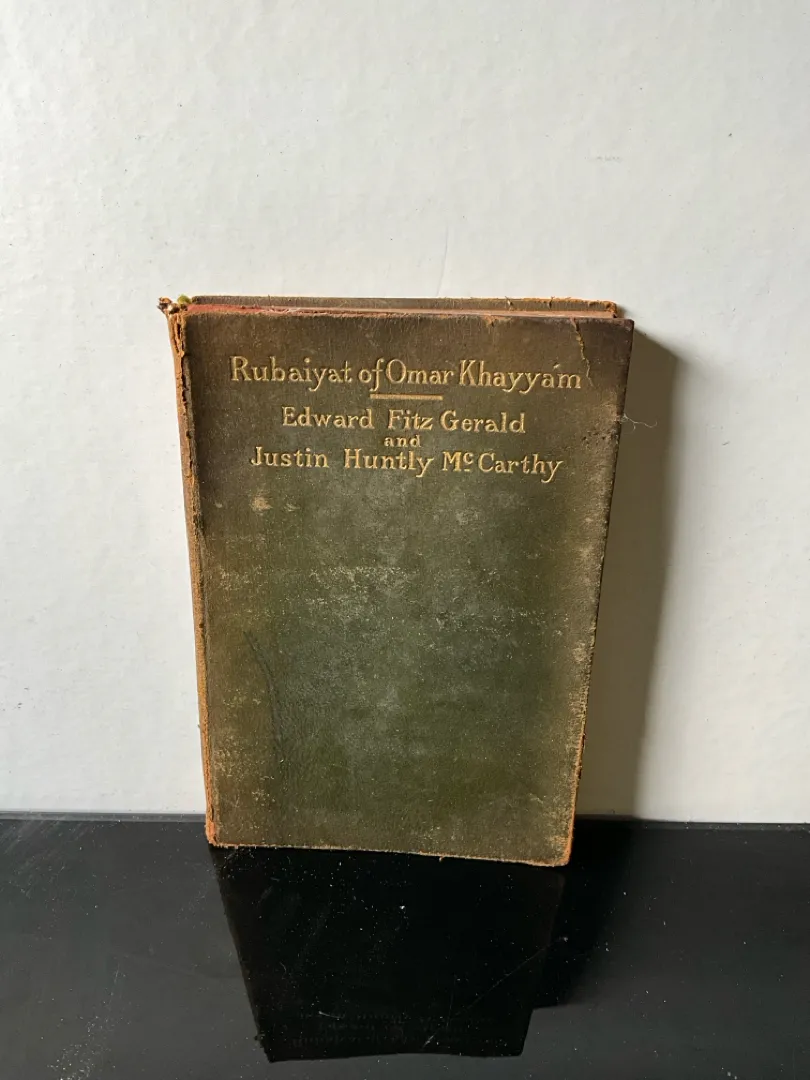 Rubaiyat of Omar Khayyam
Edward Fitz Gerald
and
Justin Huntly McCarthy